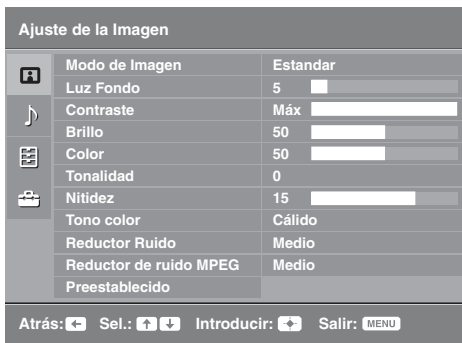 Ajuste de la Imagen
Modo de Imagen Estandar
Luz Fondo 5
Contraste Máx
Brillo 50
Color 50
Tonalidad 0
Nitidez 15
Tono color Cálido
Reductor Ruido Medio
Reductor de ruido MPEG Medio
Preestablecido
Atrás: Sel.: Introducir: Salir: MENU